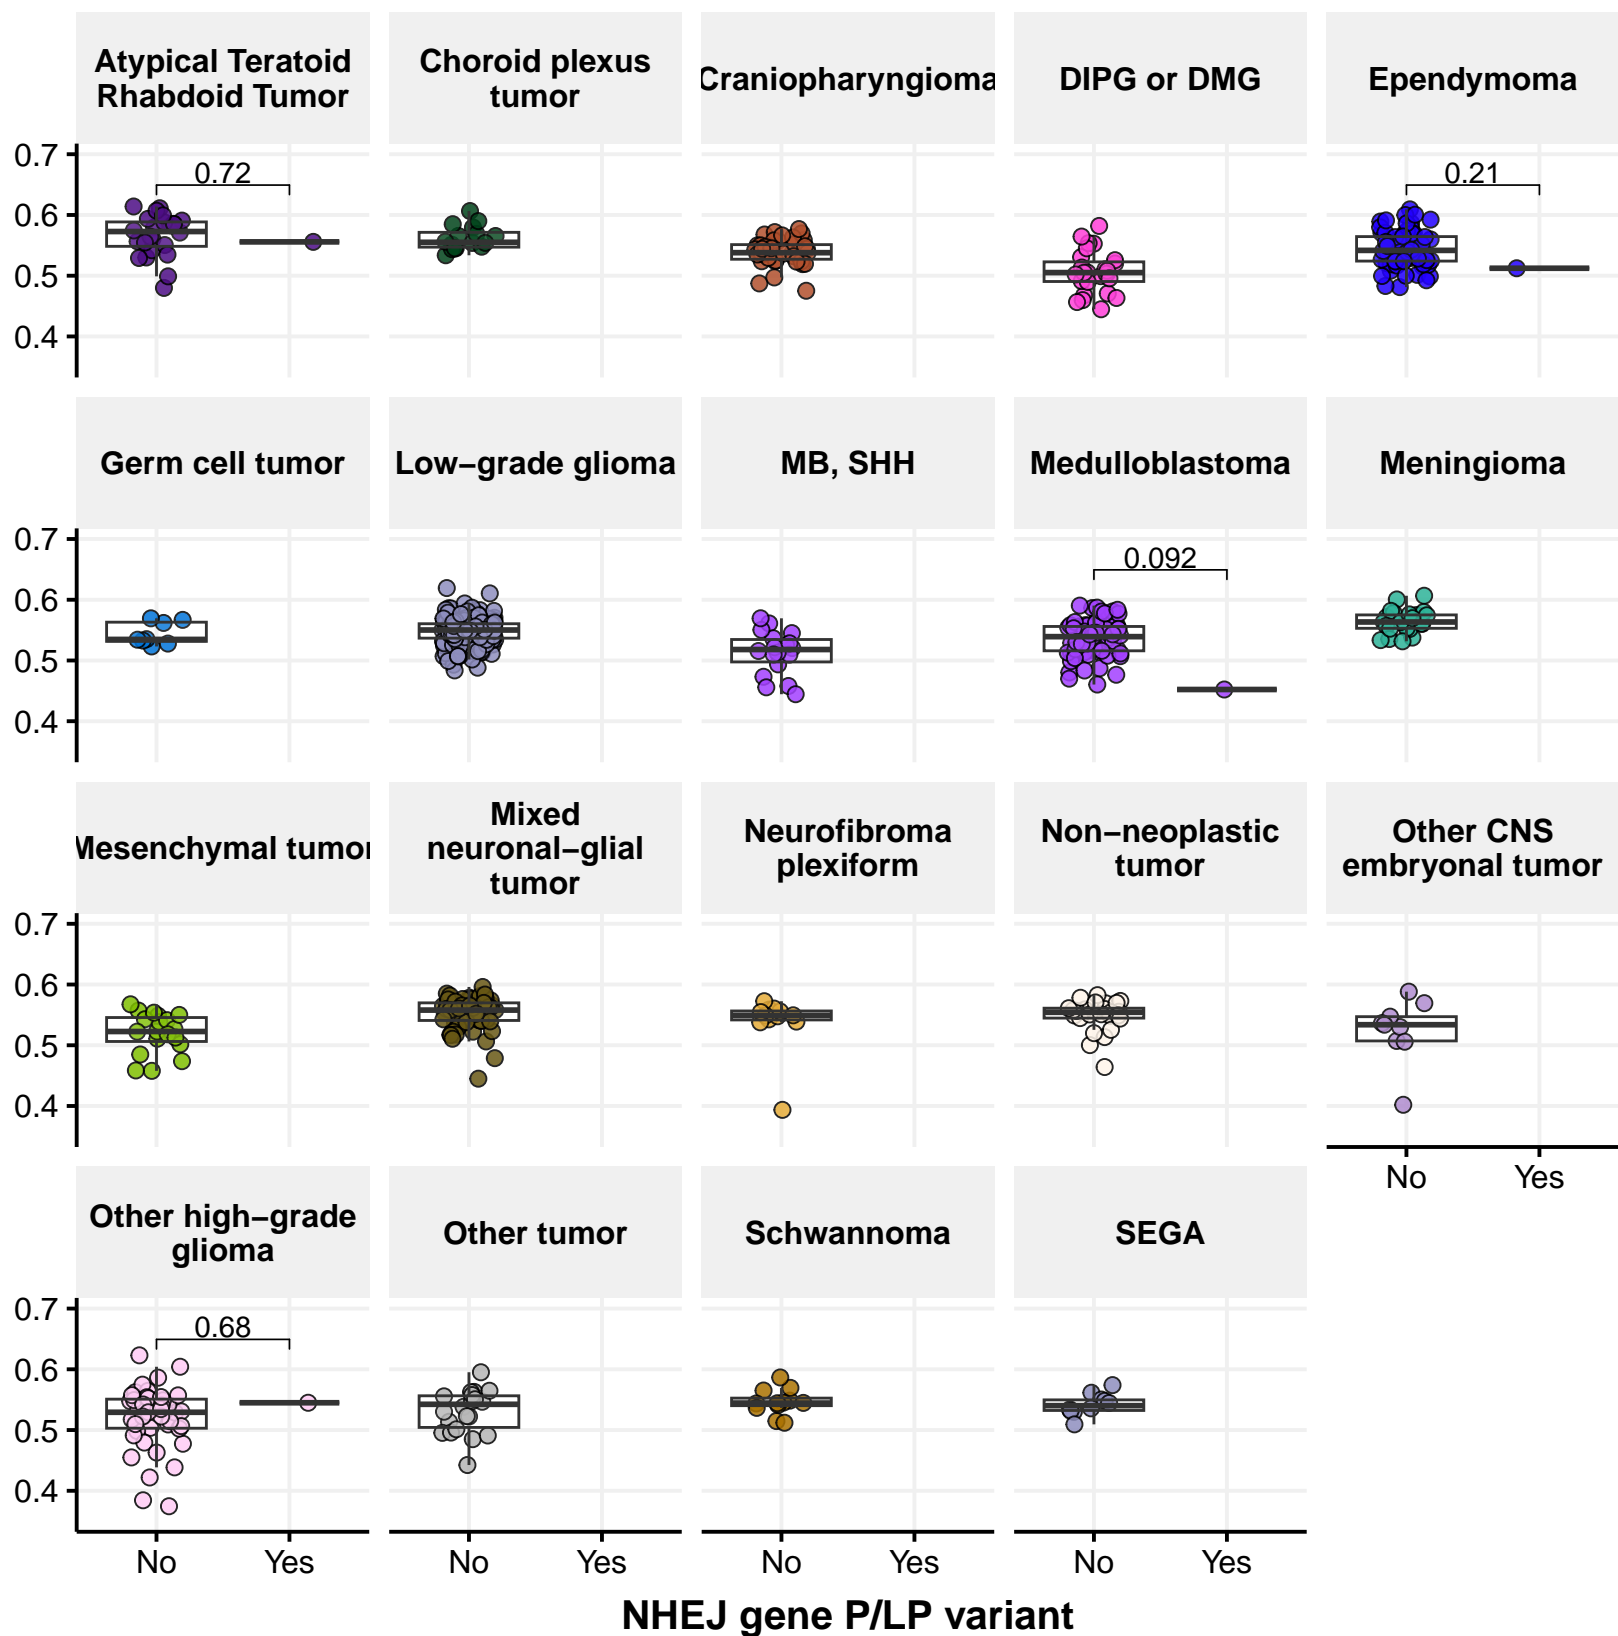 Atypical Teratoid
Rhabdoid Tumor
Choroid plexus
tumor
Craniopharyngioma
DIPG or DMG
Ependymoma
0.7
0.6
0.5
0.4
0.72
0.21
Germ cell tumor
Low−grade glioma
MB, SHH
Medulloblastoma
Meningioma
0.7
0.6
0.5
0.4
0.092
Mesenchymal tumor
Mixed
neuronal−glial
tumor
Neurofibroma
plexiform
Non−neoplastic
tumor
Other CNS
embryonal tumor
0.7
0.6
0.5
0.4
No Yes
Other high−grade
glioma
Other tumor
Schwannoma
SEGA
0.7
0.6
0.5
0.4
0.68
No Yes No Yes No Yes No Yes
NHEJ gene P/LP variant